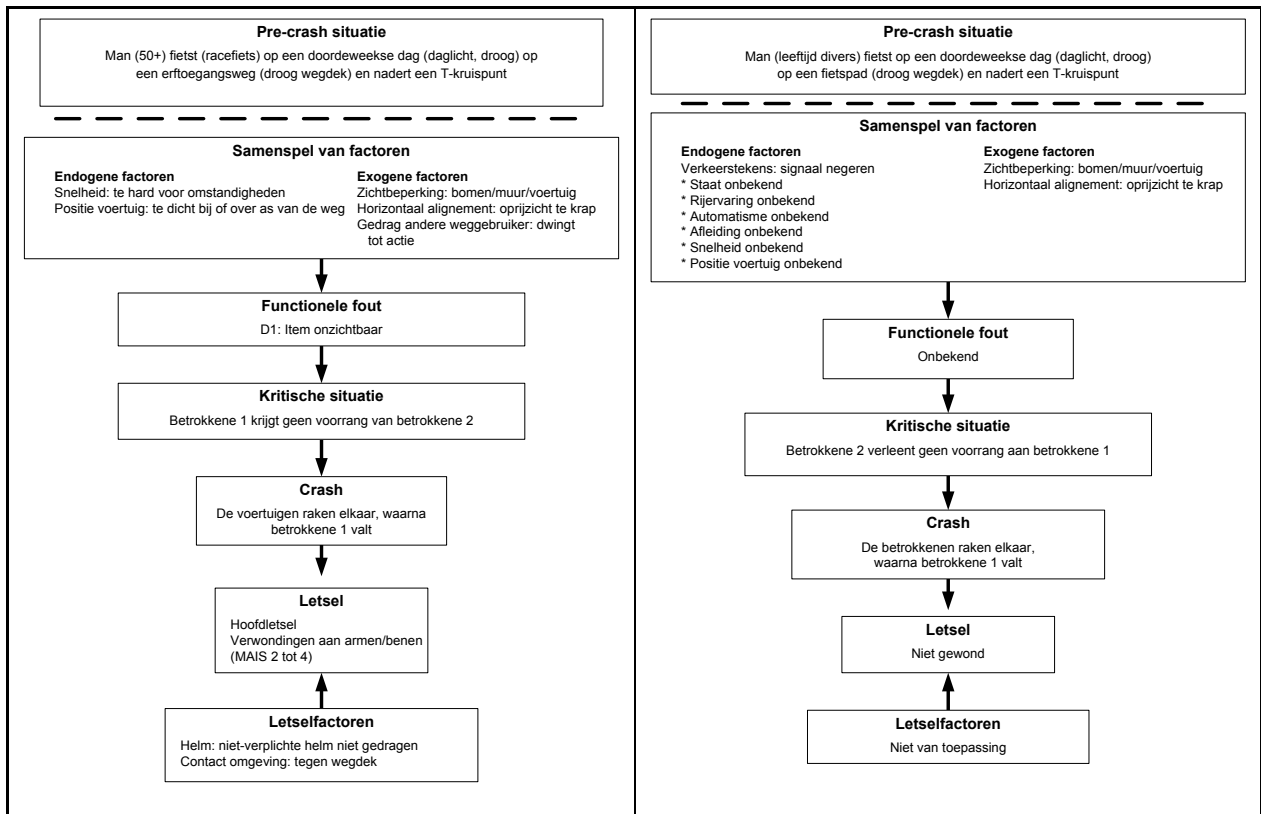 Pre-crash situatie
Man (50+) fietst (racefiets) op een doordeweekse dag (daglicht, droog) op
een erftoegangsweg (droog wegdek) en nadert een T-kruispunt
Samenspel van factoren
Endogene factoren
Snelheid: te hard voor omstandigheden
Positie voertuig: te dicht bij of over as van de weg
Exogene factoren
Zichtbeperking: bomen/muur/voertuig
Horizontaal alignement: oprijzicht te krap
Gedrag andere weggebruiker: dwingt
tot actie
Functionele fout
D1: Item onzichtbaar
Kritische situatie
Betrokkene 1 krijgt geen voorrang van betrokkene 2
Crash
De voertuigen raken elkaar, waarna
betrokkene 1 valt
Letsel
Hoofdletsel
Verwondingen aan armen/benen
(MAIS 2 tot 4)
Letselfactoren
Helm: niet-verplichte helm niet gedragen
Contact omgeving: tegen wegdek
Pre-crash situatie
Man (leeftijd divers) fietst op een doordeweekse dag (daglicht, droog)
op een fietspad (droog wegdek) en nadert een T-kruispunt
Samenspel van factoren
Endogene factoren
Verkeerstekens: signaal negeren
* Staat onbekend
* Rijervaring onbekend
* Automatisme onbekend
* Afleiding onbekend
* Snelheid onbekend
* Positie voertuig onbekend
Exogene factoren
Zichtbeperking: bomen/muur/voertuig
Horizontaal alignement: oprijzicht te krap
Functionele fout
Onbekend
Kritische situatie
Betrokkene 2 verleent geen voorrang aan betrokkene 1
Crash
De betrokkenen raken elkaar,
waarna betrokkene 1 valt
Letsel
Niet gewond
Letselfactoren
Niet van toepassing